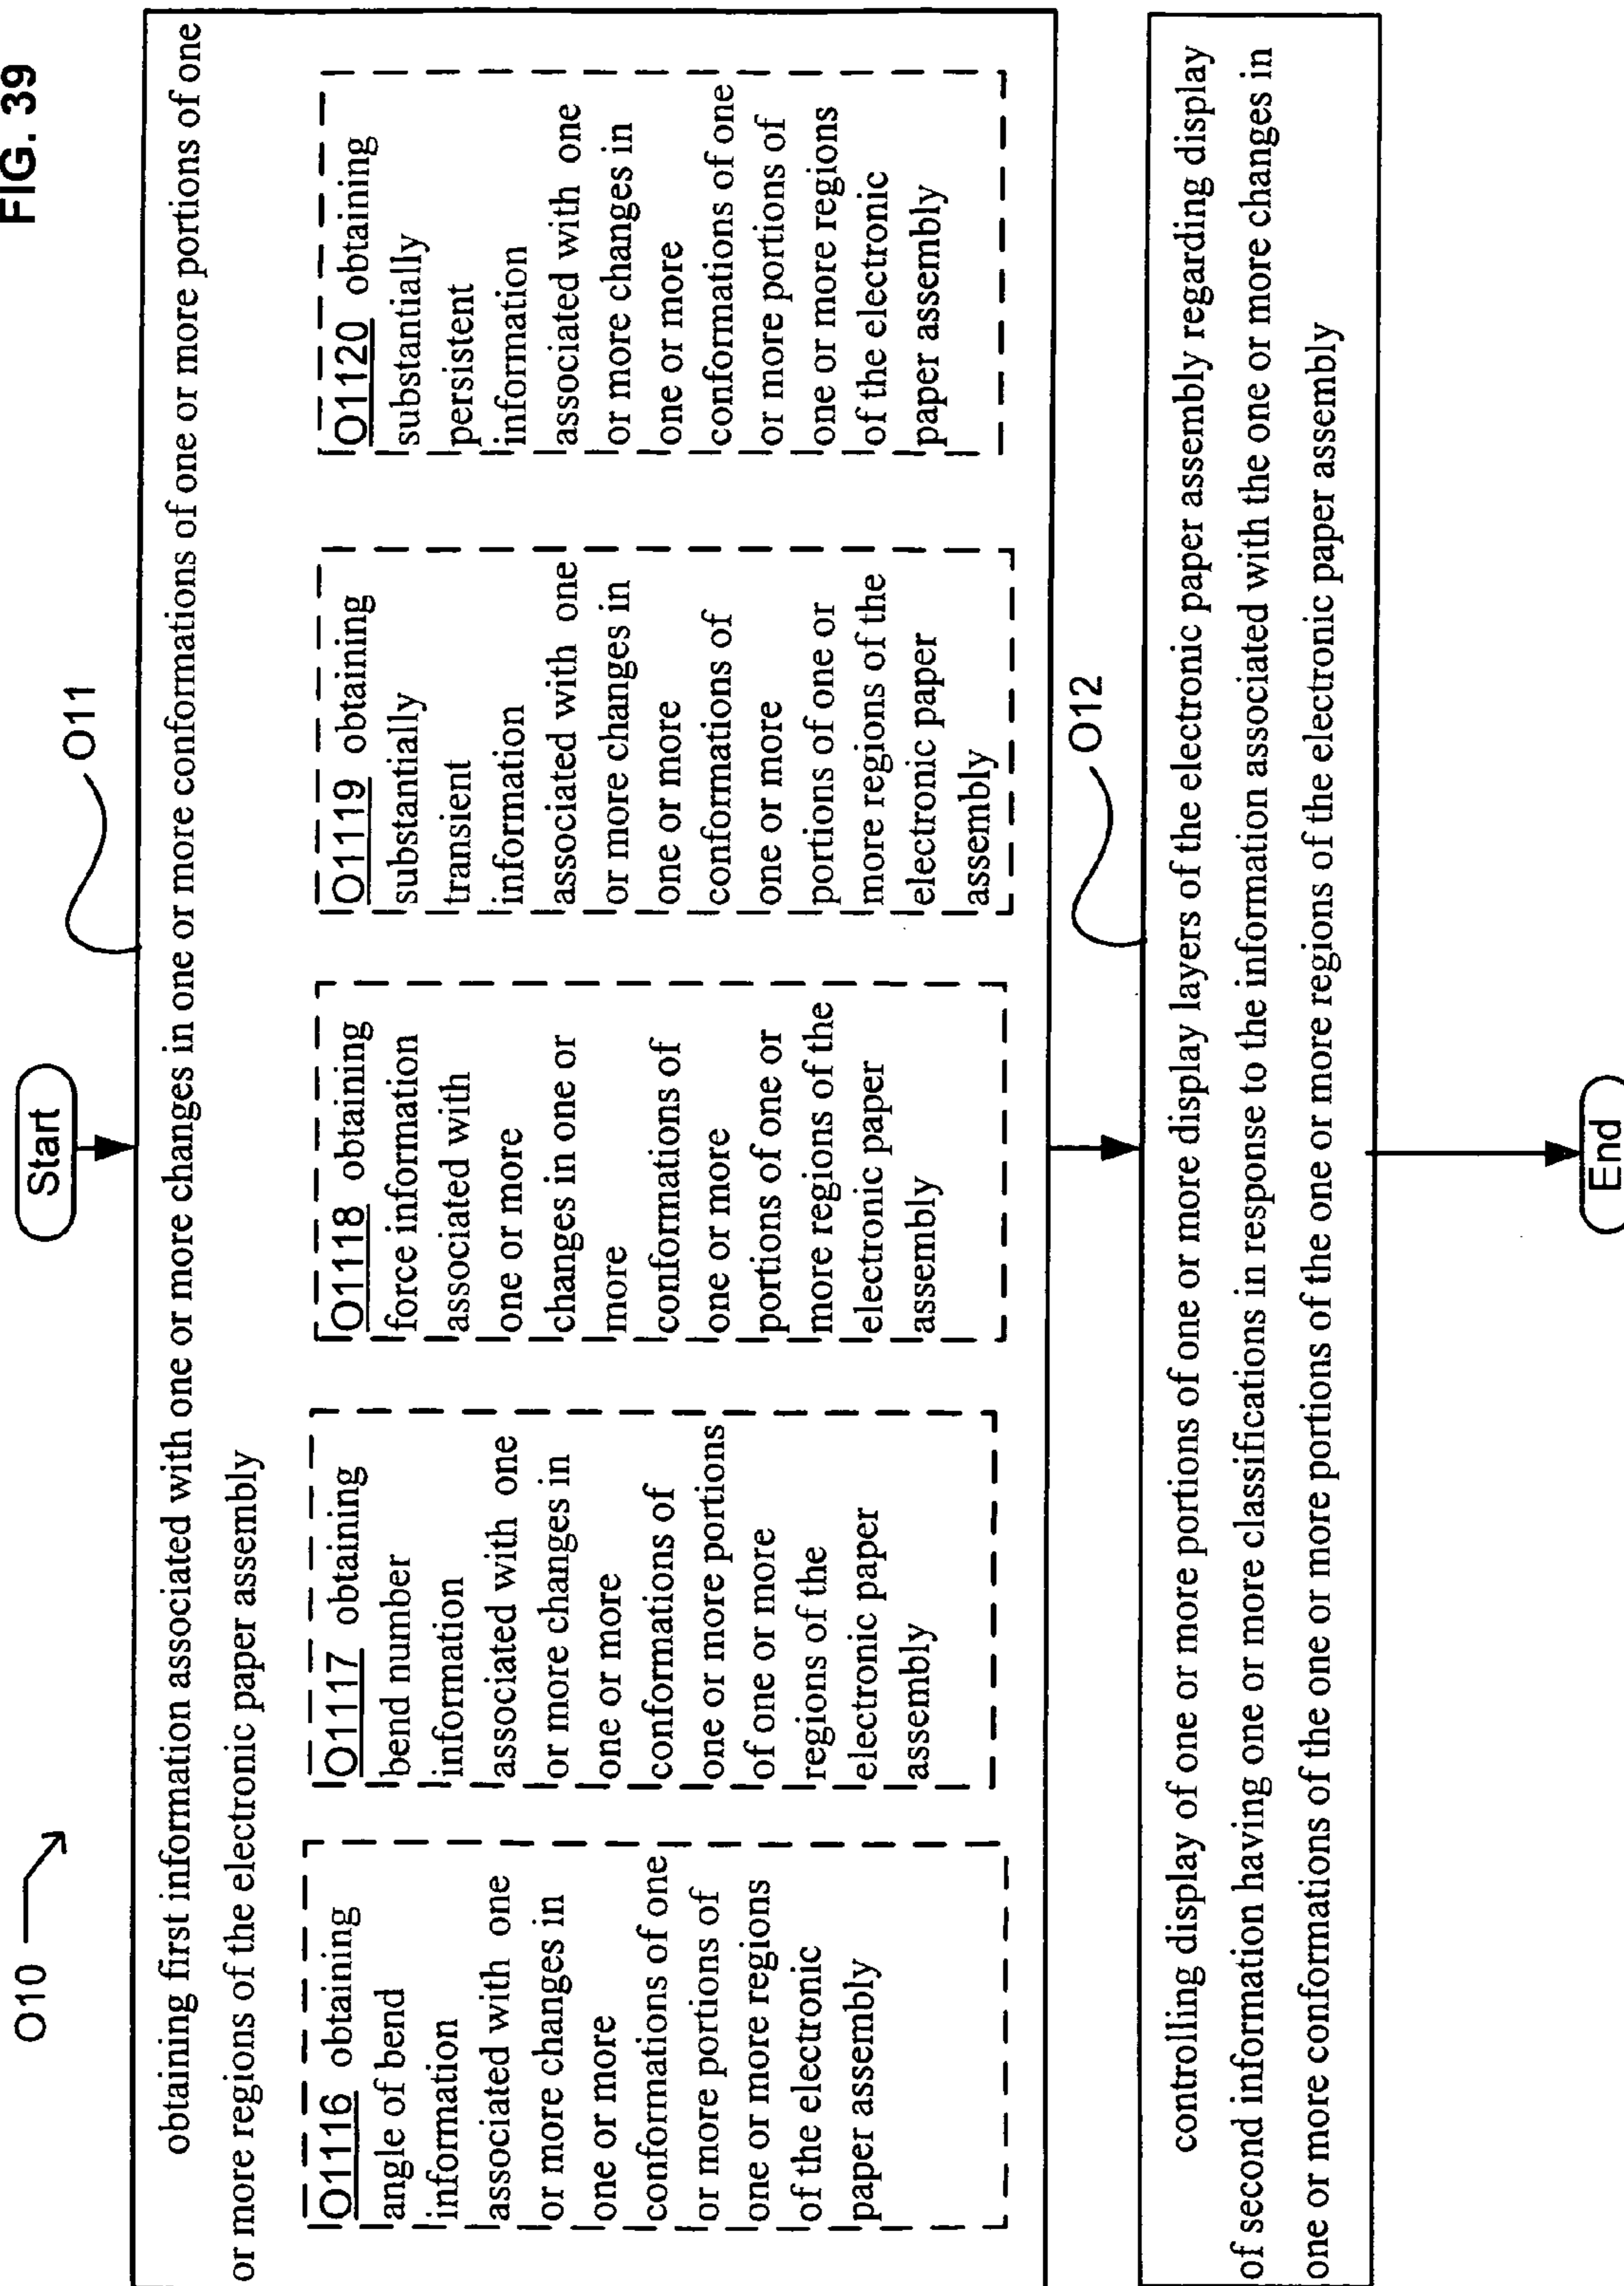 FIG. 39
O10
Start
O11
obtaining first information associated with one or more changes in one or more conformations of one or more portions of one
or more regions of the electronic paper assembly
O1116 obtaining
angle of bend
information
associated with one
or more changes in
one or more
conformations of one
or more portions of
one or more regions
of the electronic
paper assembly
O1117 obtaining
bend number
information
associated with one
or more changes in
one or more
conformations of
one or more portions
of one or more
regions of the
electronic paper
assembly
O1118 obtaining
force information
associated with
one or more
changes in one or
more
conformations of
one or more
portions of one or
more regions of the
electronic paper
assembly
O1119 obtaining
substantially
transient
information
associated with one
or more changes in
one or more
conformations of
one or more
portions of one or
more regions of the
electronic paper
assembly
O1120 obtaining
substantially
persistent
information
associated with one
or more changes in
one or more
conformations of one
or more portions of
one or more regions
of the electronic
paper assembly
O12
controlling display of one or more portions of one or more display layers of the electronic paper assembly regarding display
of second information having one or more classifications in response to the information associated with the one or more changes in
one or more conformations of the one or more portions of the one or more regions of the electronic paper assembly
End